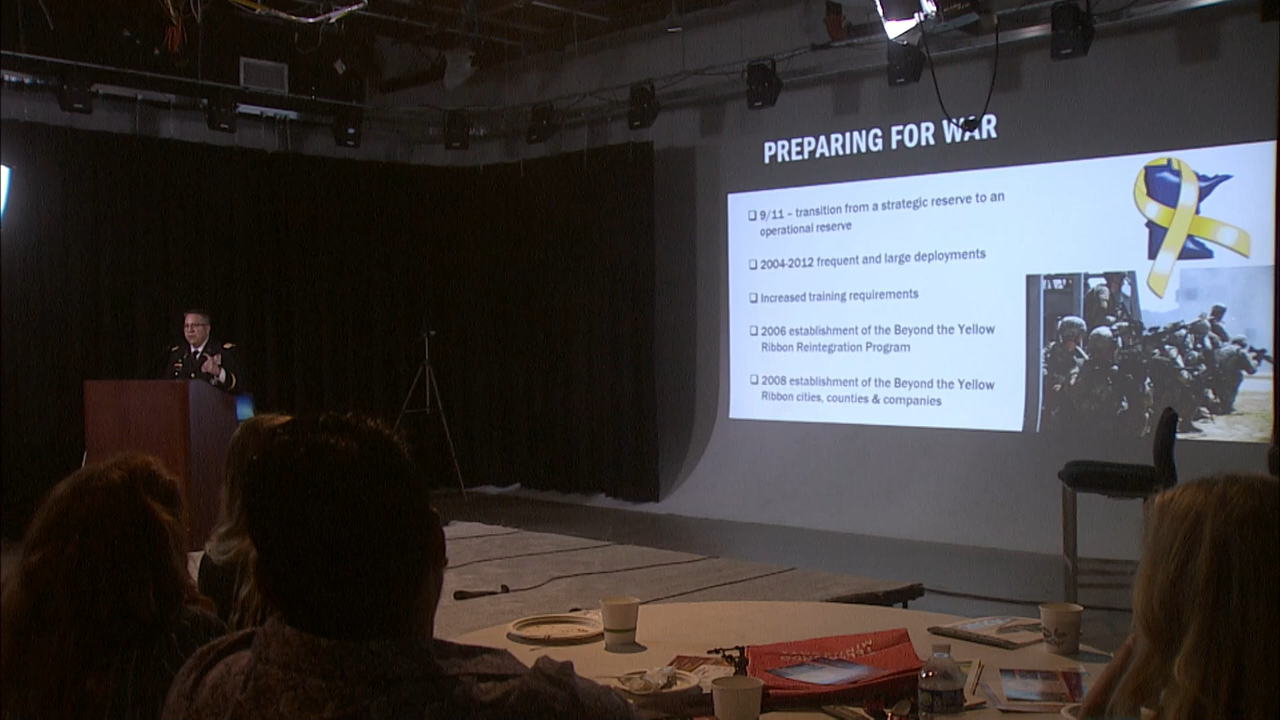 PREPARING FOR WAR
❑ 9/11 – transition from a strategic reserve to an
operational reserve
❑ 2004-2012 frequent and large deployments
❑ Increased training requirements
❑ 2006 establishment of the Beyond the Yellow
Ribbon Reintegration Program
❑ 2008 establishment of the Beyond the Yellow
Ribbon cities, counties & companies